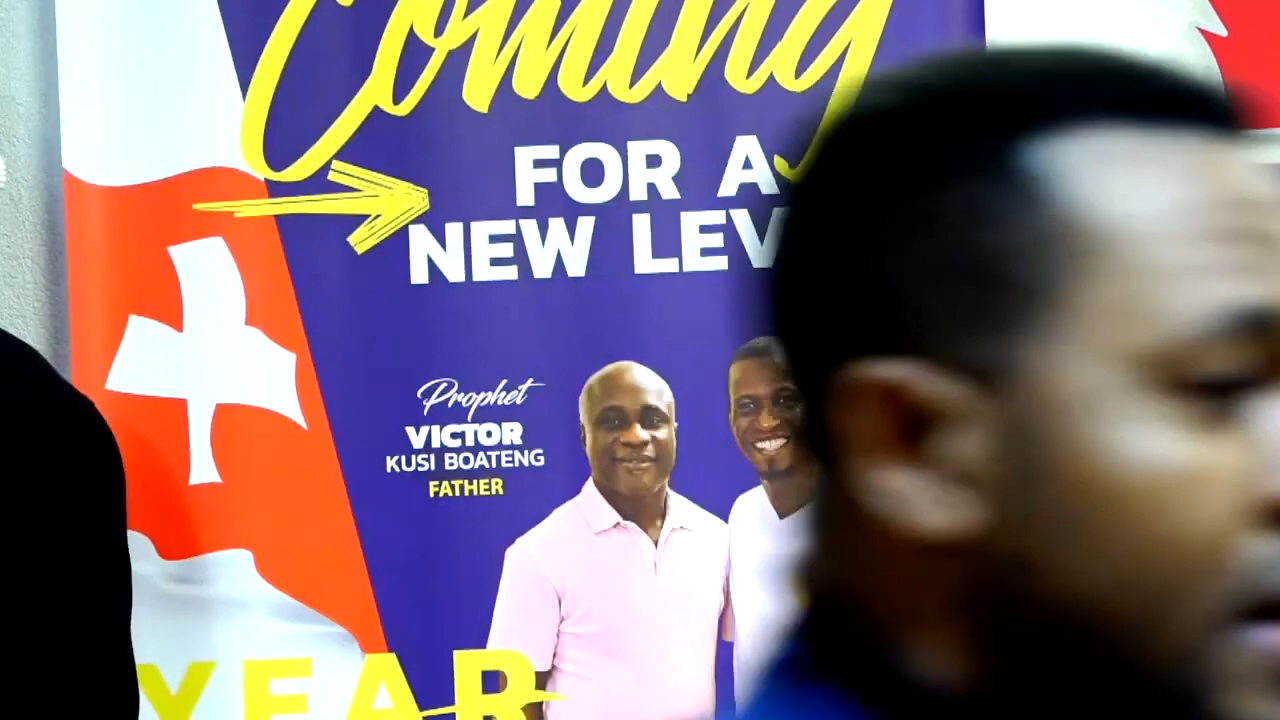 Coming
FOR A
NEW LEV
Prophet
VICTOR
KUSI BOATENG
FATHER
YEAR